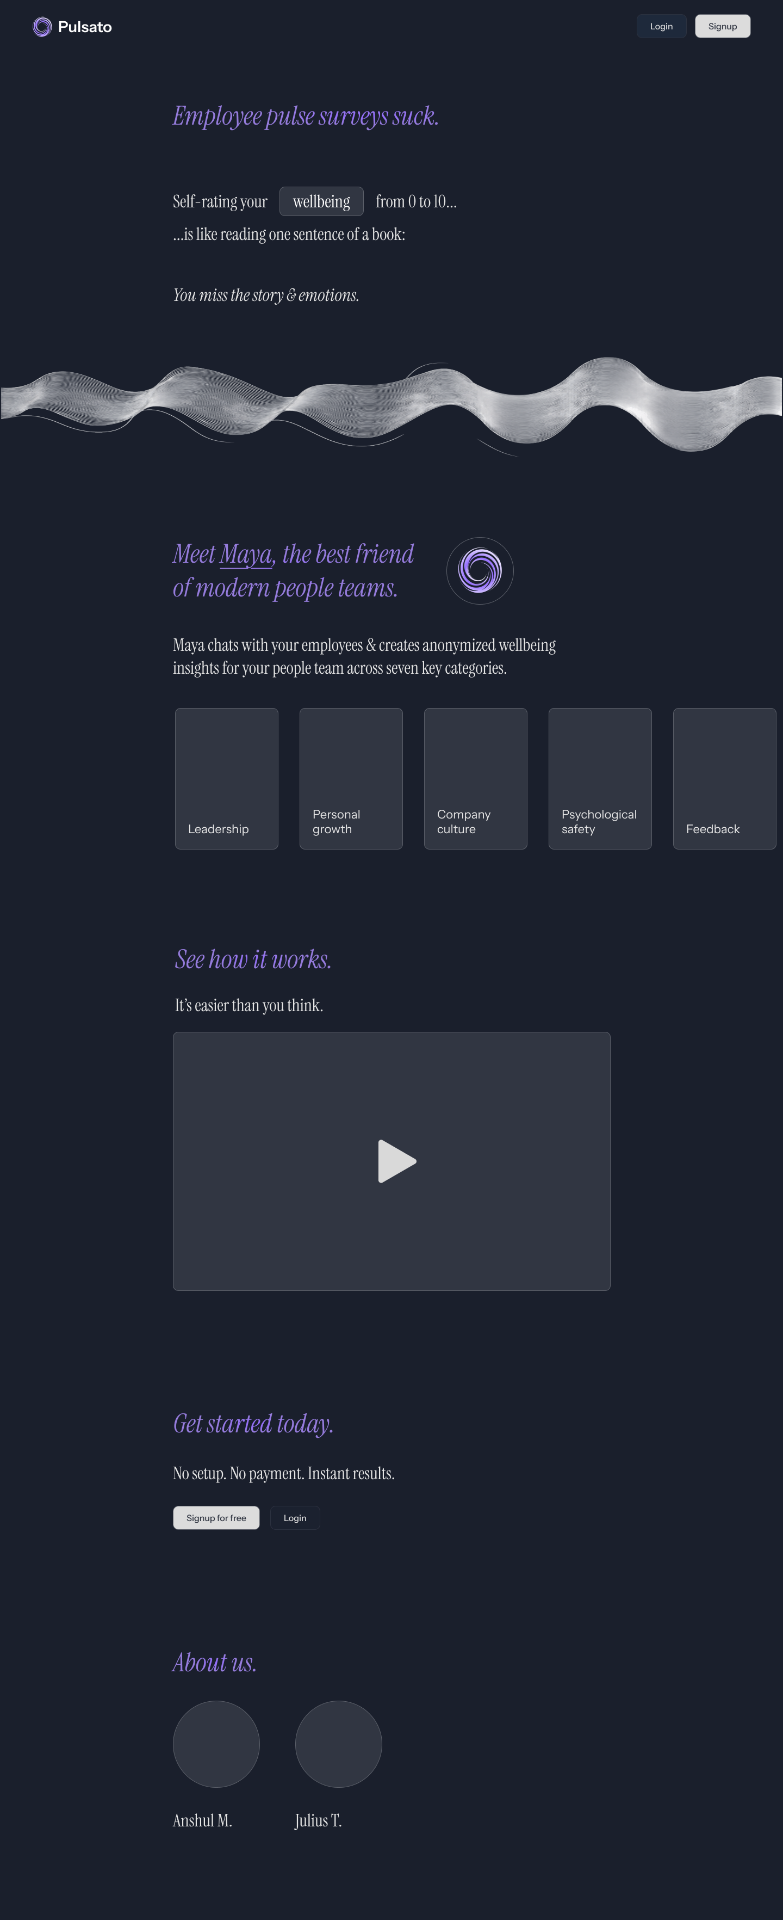 Pulsato
Login
Signup
Employee pulse surveys suck.
Self-rating your wellbeing from 0 to 10...
...is like reading one sentence of a book:
You miss the story & emotions.
Meet Maya, the best friend
of modern people teams.
Maya chats with your employees & creates anonymized wellbeing
insights for your people team across seven key categories.
Leadership
Personal
growth
Company
culture
Psychological
safety
Feedback
See how it works.
It's easier than you think.
Get started today.
No setup. No payment. Instant results.
Signup for free
Login
About us.
Anshul M.
Julius T.